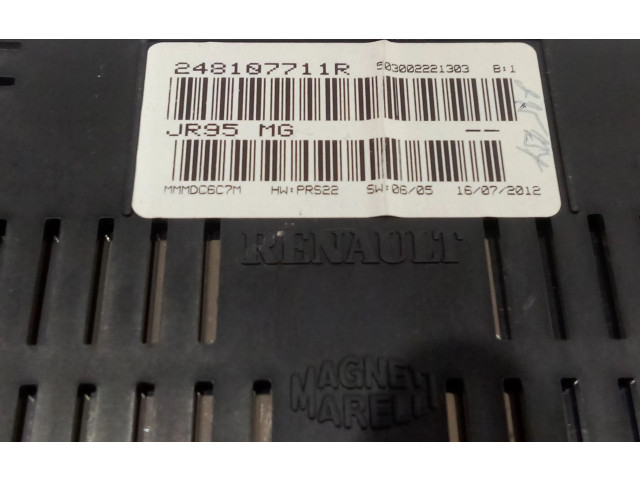 248107711R 503002221303 B:1
JR95 MG --
MMMDC6C7M HW:PRS22 SW:06/05 16/07/2012
RENAULT
MAGNETI
MARELLI